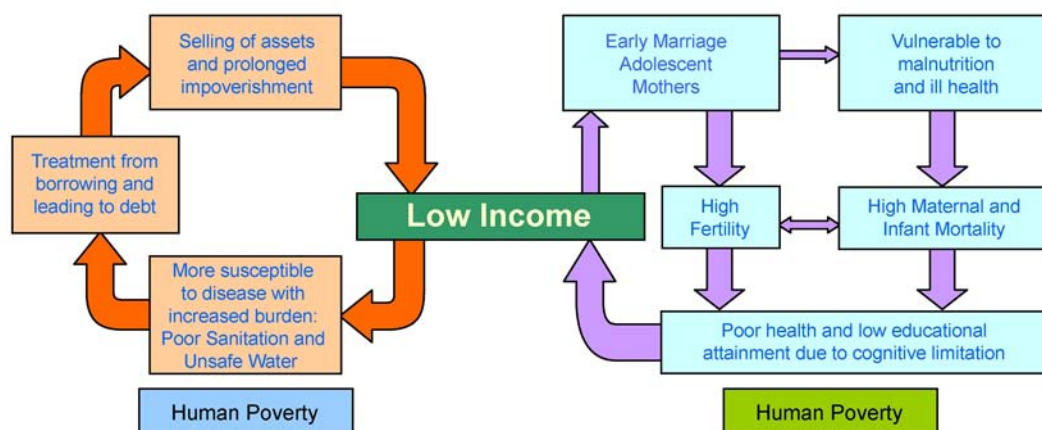 Selling of assets
and prolonged
impoverishment
Treatment from
borrowing and
leading to debt
Low Income
More susceptible
to disease with
increased burden:
Poor Sanitation and
Unsafe Water
Human Poverty
Early Marriage
Adolescent
Mothers
Vulnerable to
malnutrition
and ill health
High
Fertility
High Maternal and
Infant Mortality
Poor health and low educational
attainment due to cognitive limitation
Human Poverty